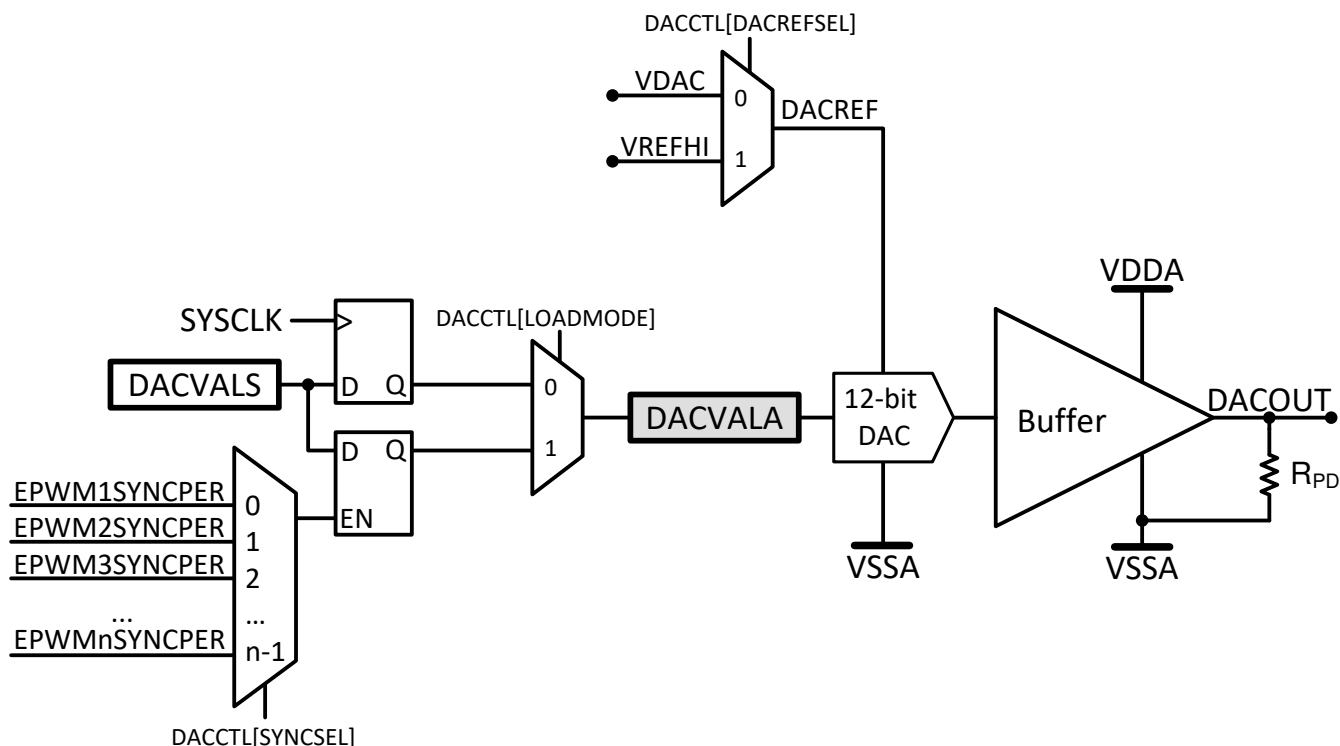 DACCTL[DACREFSEL]
VDAC
0
DACREF
VREFHI
1
VDDA
SYSCLK
DACCTL[LOADMODE]
DACVALS
D
Q
0
DACVALA
12-bit
DAC
Buffer
DACOUT
D
Q
1
RPD
EPWM1SYNCPER
0
EN
EPWM2SYNCPER
1
EPWM3SYNCPER
2
VSSA
VSSA
...
...
EPWMnSYNCPER
n-1
DACCTL[SYNCSEL]